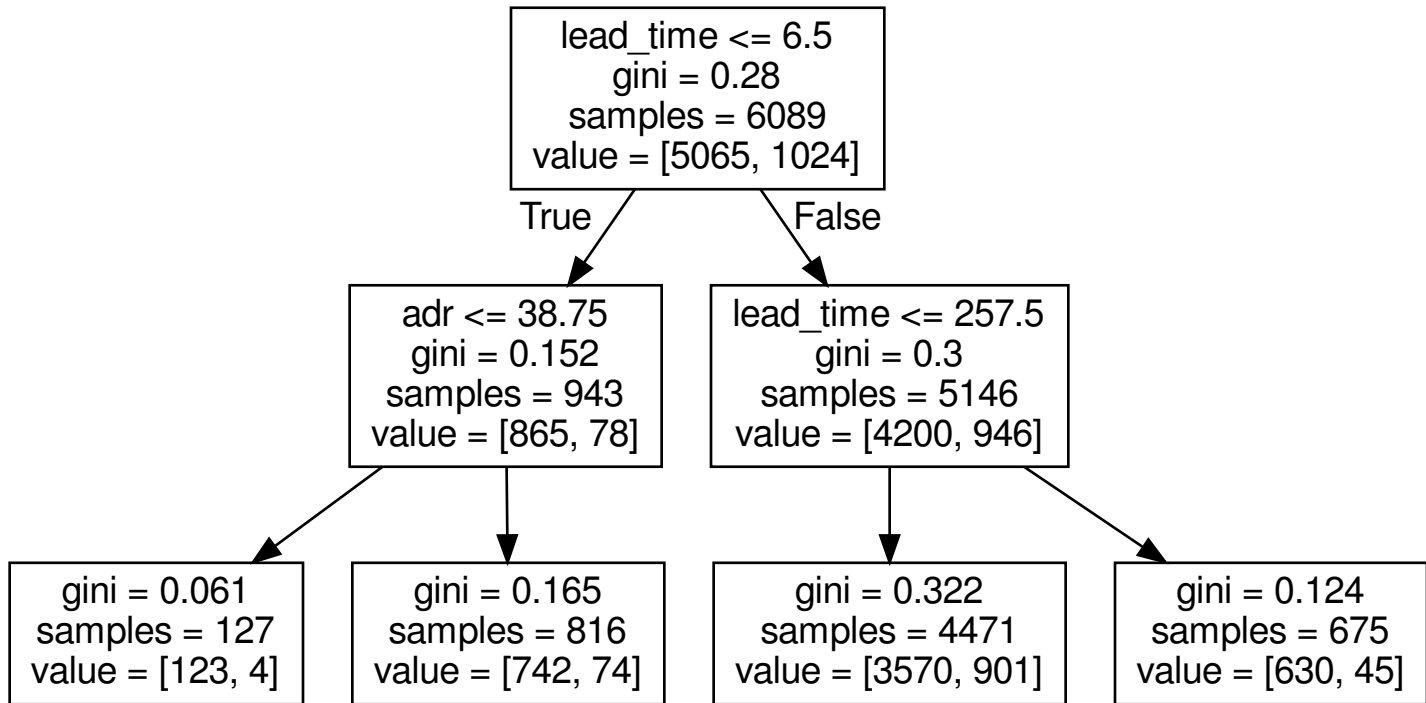 lead_time <= 6.5
gini = 0.28
samples = 6089
value = [5065, 1024]
True
False
adr <= 38.75
gini = 0.152
samples = 943
value = [865, 78]
lead_time <= 257.5
gini = 0.3
samples = 5146
value = [4200, 946]
gini = 0.061
samples = 127
value = [123, 4]
gini = 0.165
samples = 816
value = [742, 74]
gini = 0.322
samples = 4471
value = [3570, 901]
gini = 0.124
samples = 675
value = [630, 45]